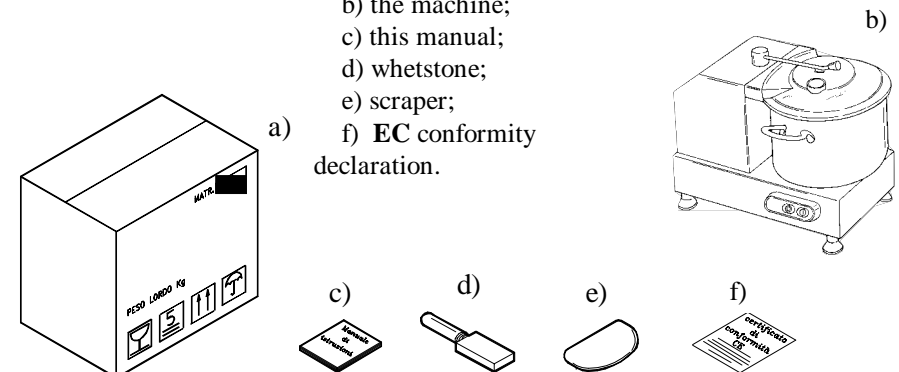 b) the machine;
c) this manual;
d) whetstone;
e) scraper;
f) EC conformity
declaration.
b)
a)
MATR.
PESO LORDO Kg
5
c)
d)
e)
f)
Manuale
di
istruzioni
certificato
di
conformità
CE